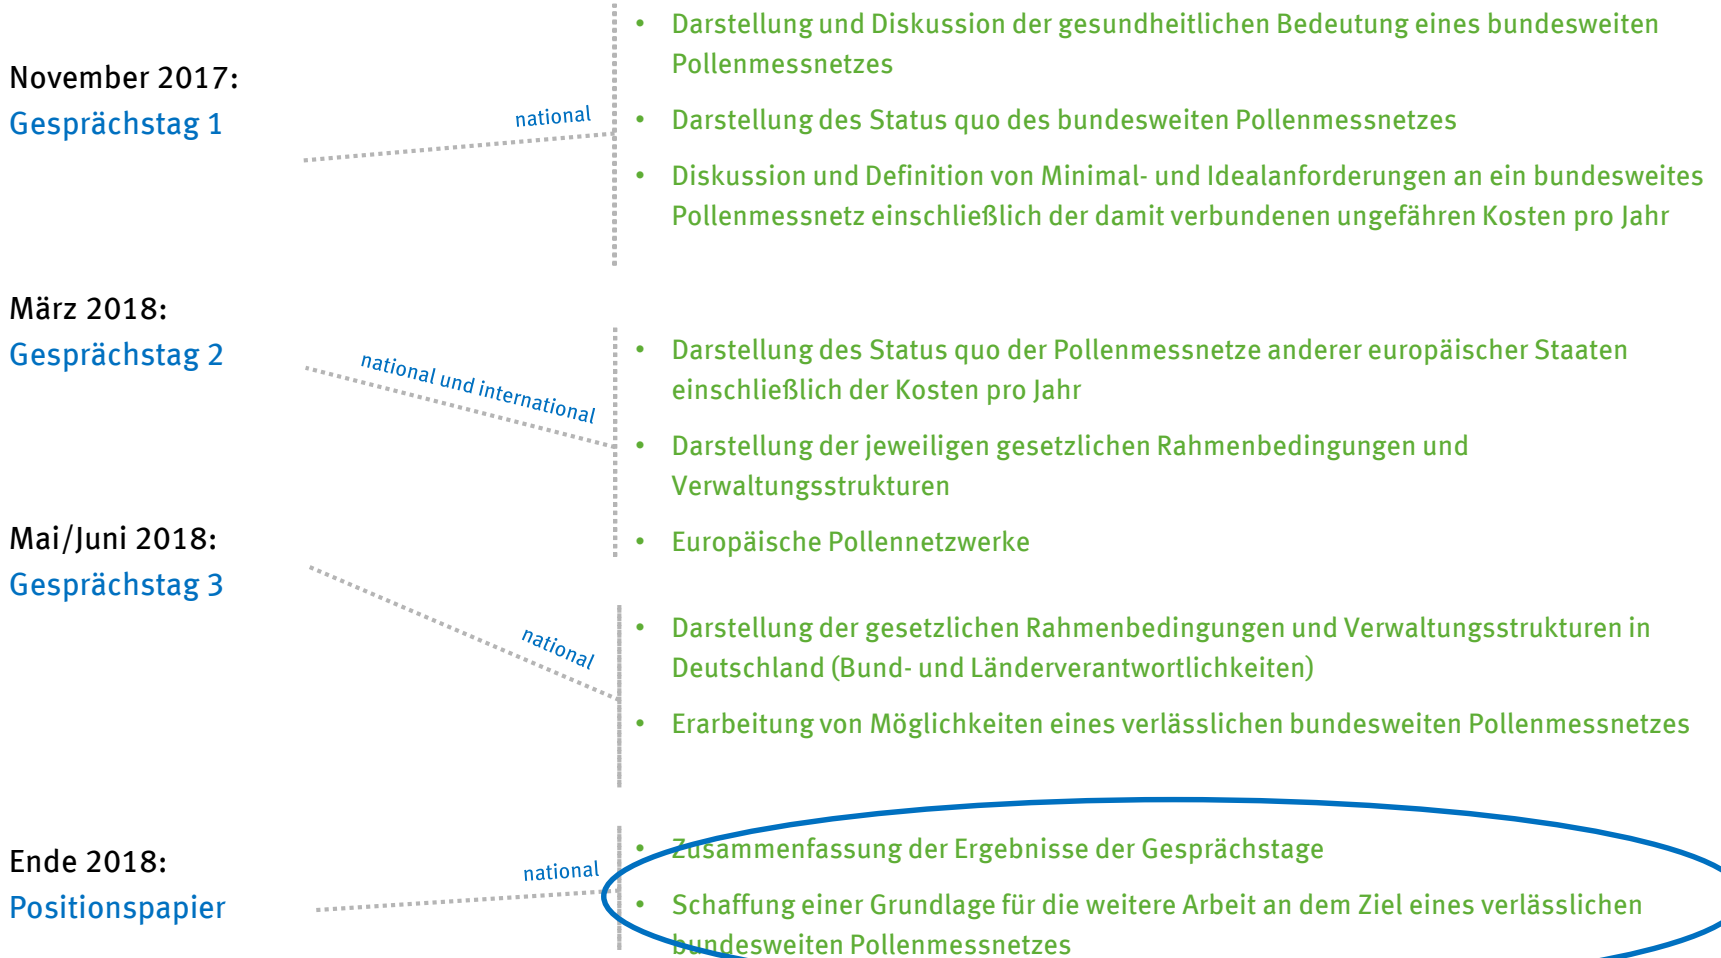 November 2017:
Gesprächstag 1
national
• Darstellung und Diskussion der gesundheitlichen Bedeutung eines bundesweiten
Pollenmessnetzes
• Darstellung des Status quo des bundesweiten Pollenmessnetzes
• Diskussion und Definition von Minimal- und Idealanforderungen an ein bundesweites
Pollenmessnetz einschließlich der damit verbundenen ungefähren Kosten pro Jahr
März 2018:
Gesprächstag 2
national und international
• Darstellung des Status quo der Pollenmessnetze anderer europäischer Staaten
einschließlich der Kosten pro Jahr
• Darstellung der jeweiligen gesetzlichen Rahmenbedingungen und
Verwaltungsstrukturen
• Europäische Pollennetzwerke
Mai/Juni 2018:
Gesprächstag 3
national
• Darstellung der gesetzlichen Rahmenbedingungen und Verwaltungsstrukturen in
Deutschland (Bund- und Länderverantwortlichkeiten)
• Erarbeitung von Möglichkeiten eines verlässlichen bundesweiten Pollenmessnetzes
Ende 2018:
Positionspapier
national
• Zusammenfassung der Ergebnisse der Gesprächstage
• Schaffung einer Grundlage für die weitere Arbeit an dem Ziel eines verlässlichen
bundesweiten Pollenmessnetzes